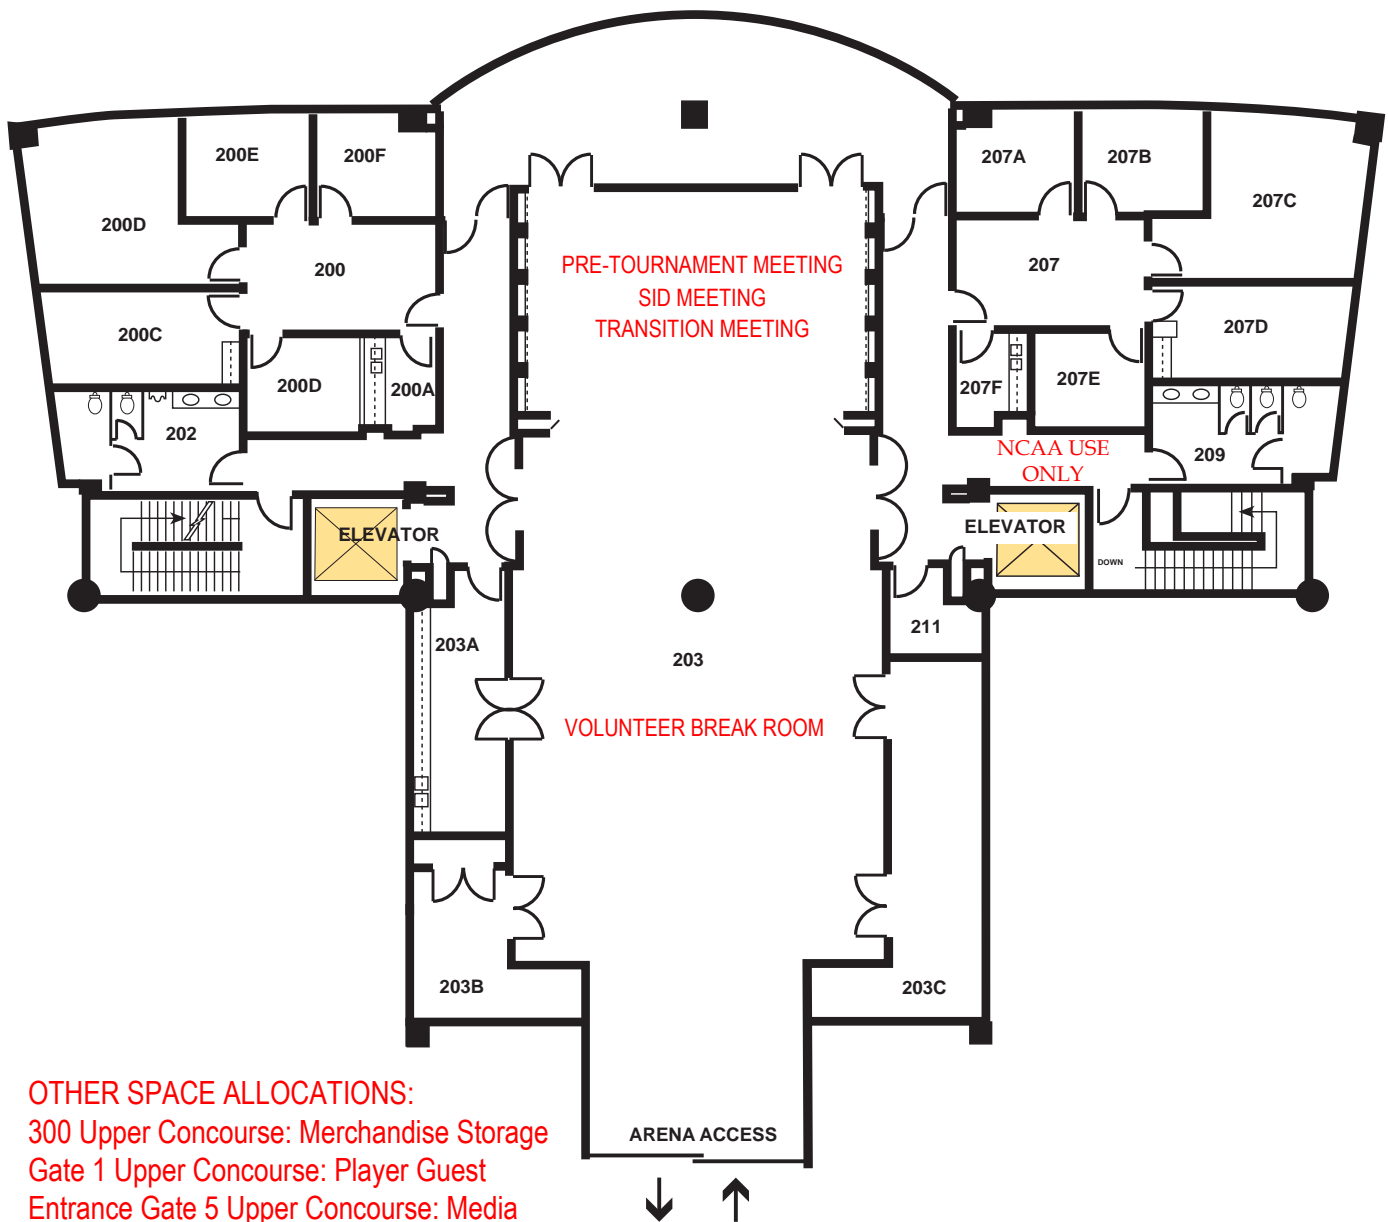 200E
200F
207A
207B
200D
207C
200
207
PRE-TOURNAMENT MEETING
SID MEETING
TRANSITION MEETING
200C
207D
200D
200A
207F
207E
202
NCAA USE
ONLY
209
ELEVATOR
ELEVATOR
DOWN
211
203A
203
VOLUNTEER BREAK ROOM
203B
203C
ARENA ACCESS
OTHER SPACE ALLOCATIONS:
300 Upper Concourse: Merchandise Storage
Gate 1 Upper Concourse: Player Guest
Entrance Gate 5 Upper Concourse: Media